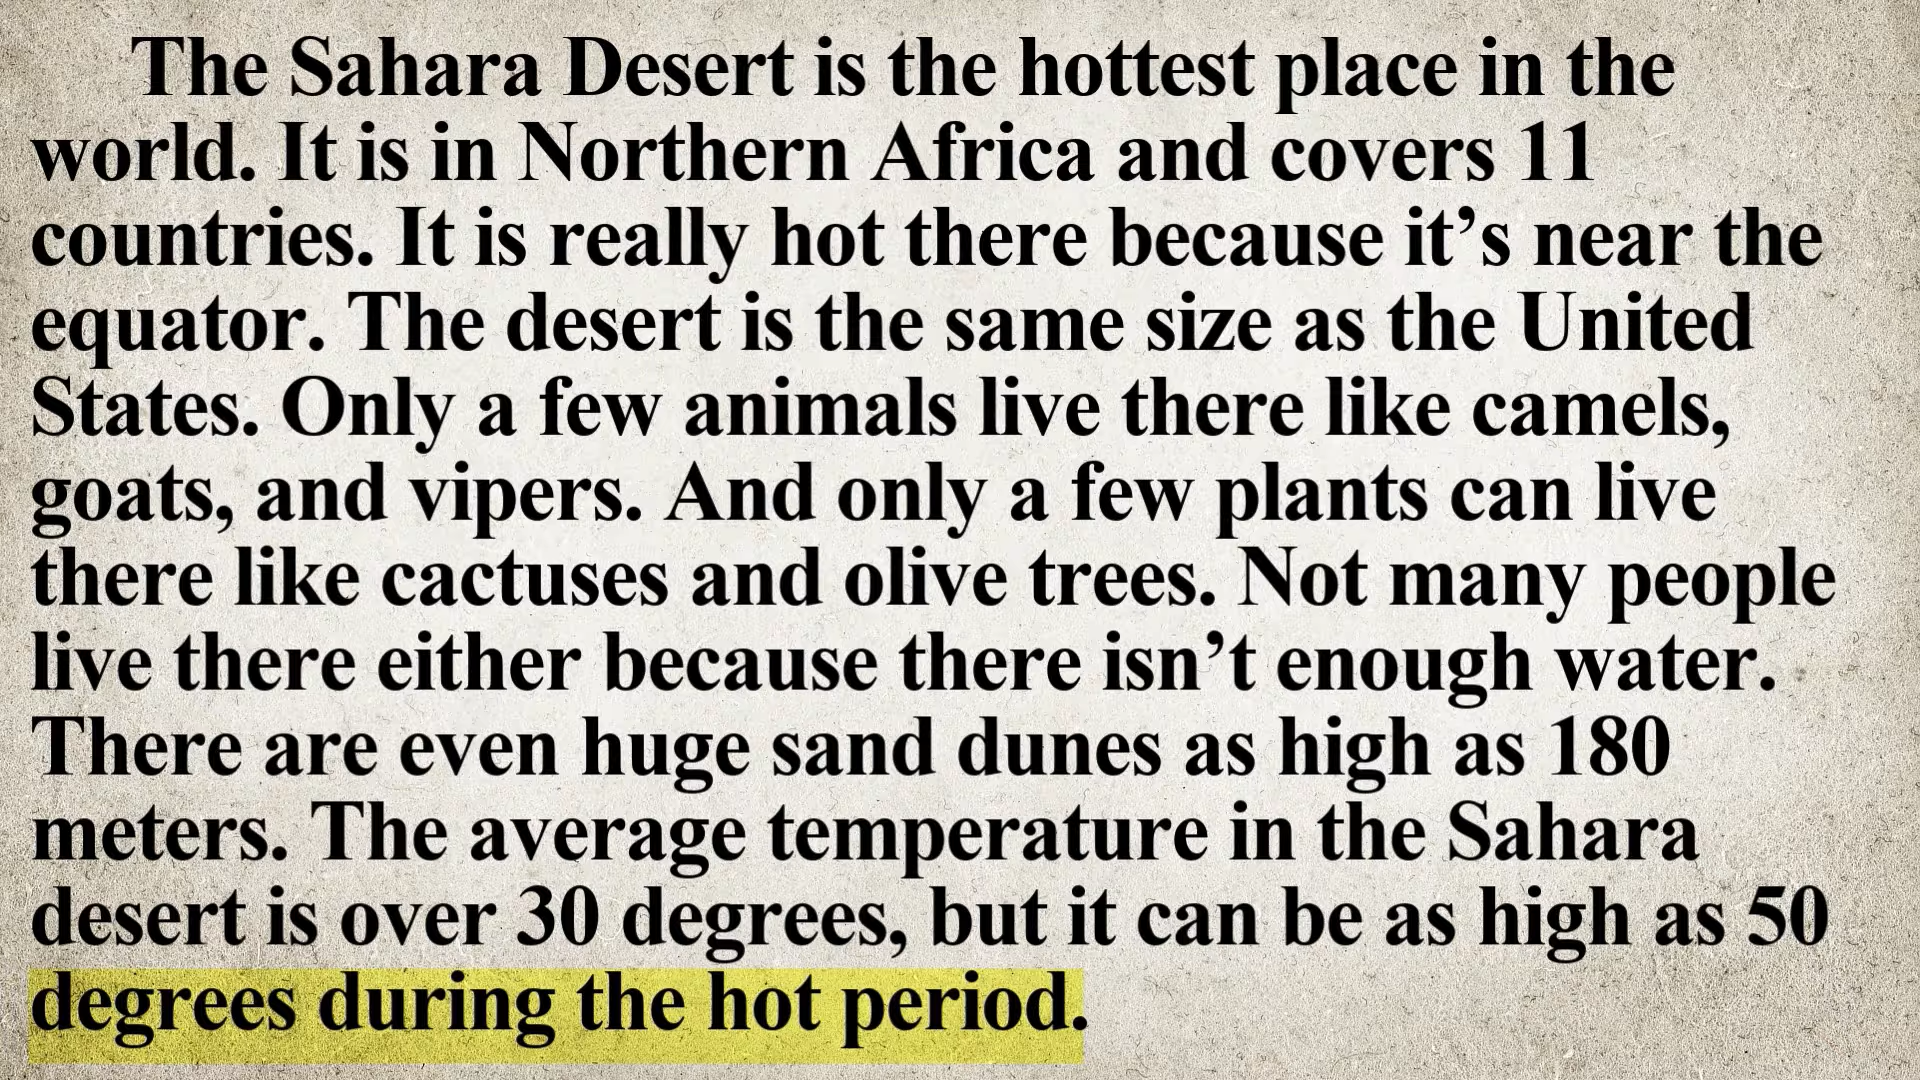 The Sahara Desert is the hottest place in the
world. It is in Northern Africa and covers 11
countries. It is really hot there because it’s near the
equator. The desert is the same size as the United
States. Only a few animals live there like camels,
goats, and vipers. And only a few plants can live
there like cactuses and olive trees. Not many people
live there either because there isn’t enough water.
There are even huge sand dunes as high as 180
meters. The average temperature in the Sahara
desert is over 30 degrees, but it can be as high as 50
degrees during the hot period.